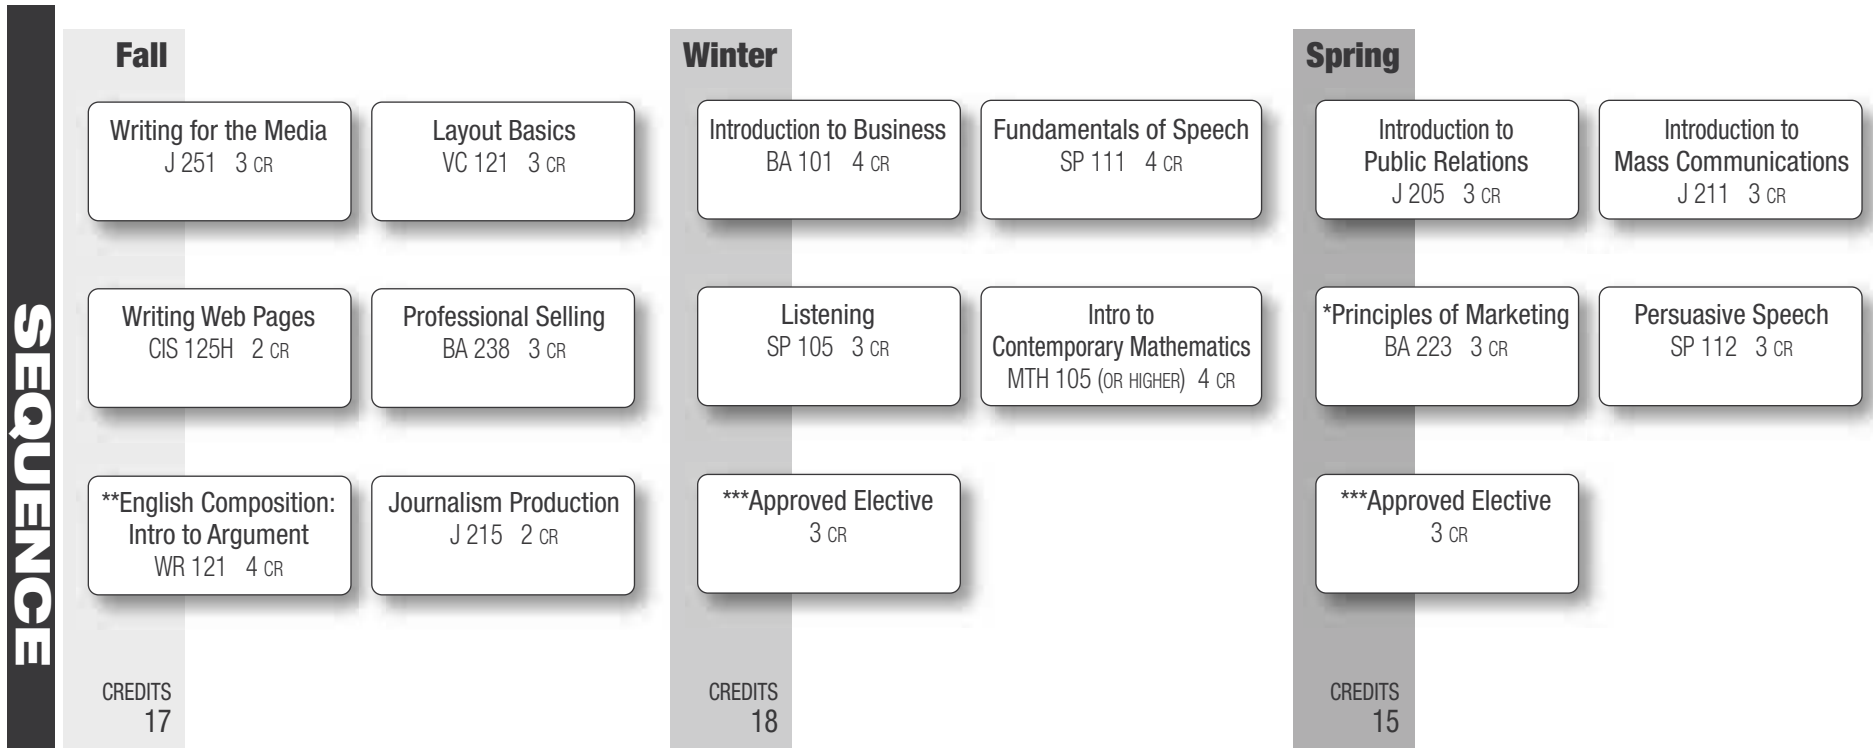 SEQUENCE
Fall
Writing for the Media
J 251 3 CR
Layout Basics
VC 121 3 CR
Writing Web Pages
CIS 125H 2 CR
Professional Selling
BA 238 3 CR
**English Composition:
Intro to Argument
WR 121 4 CR
Journalism Production
J 215 2 CR
CREDITS
17
Winter
Introduction to Business
BA 101 4 CR
Fundamentals of Speech
SP 111 4 CR
Listening
SP 105 3 CR
Intro to
Contemporary Mathematics
MTH 105 (OR HIGHER) 4 CR
***Approved Elective
3 CR
CREDITS
18
Spring
Introduction to
Public Relations
J 205 3 CR
Introduction to
Mass Communications
J 211 3 CR
*Principles of Marketing
BA 223 3 CR
Persuasive Speech
SP 112 3 CR
***Approved Elective
3 CR
CREDITS
15